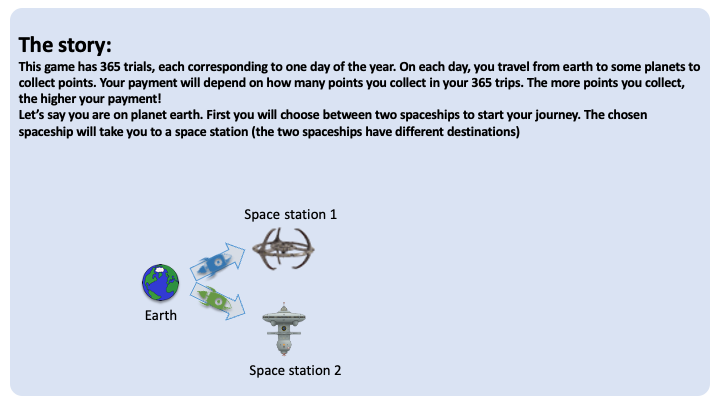 The story:
This game has 365 trials, each corresponding to one day of the year. On each day, you travel from earth to some planets to
collect points. Your payment will depend on how many points you collect in your 365 trips. The more points you collect,
the higher your payment!
Let’s say you are on planet earth. First you will choose between two spaceships to start your journey. The chosen
spaceship will take you to a space station (the two spaceships have different destinations)
Space station 1
Earth
Space station 2